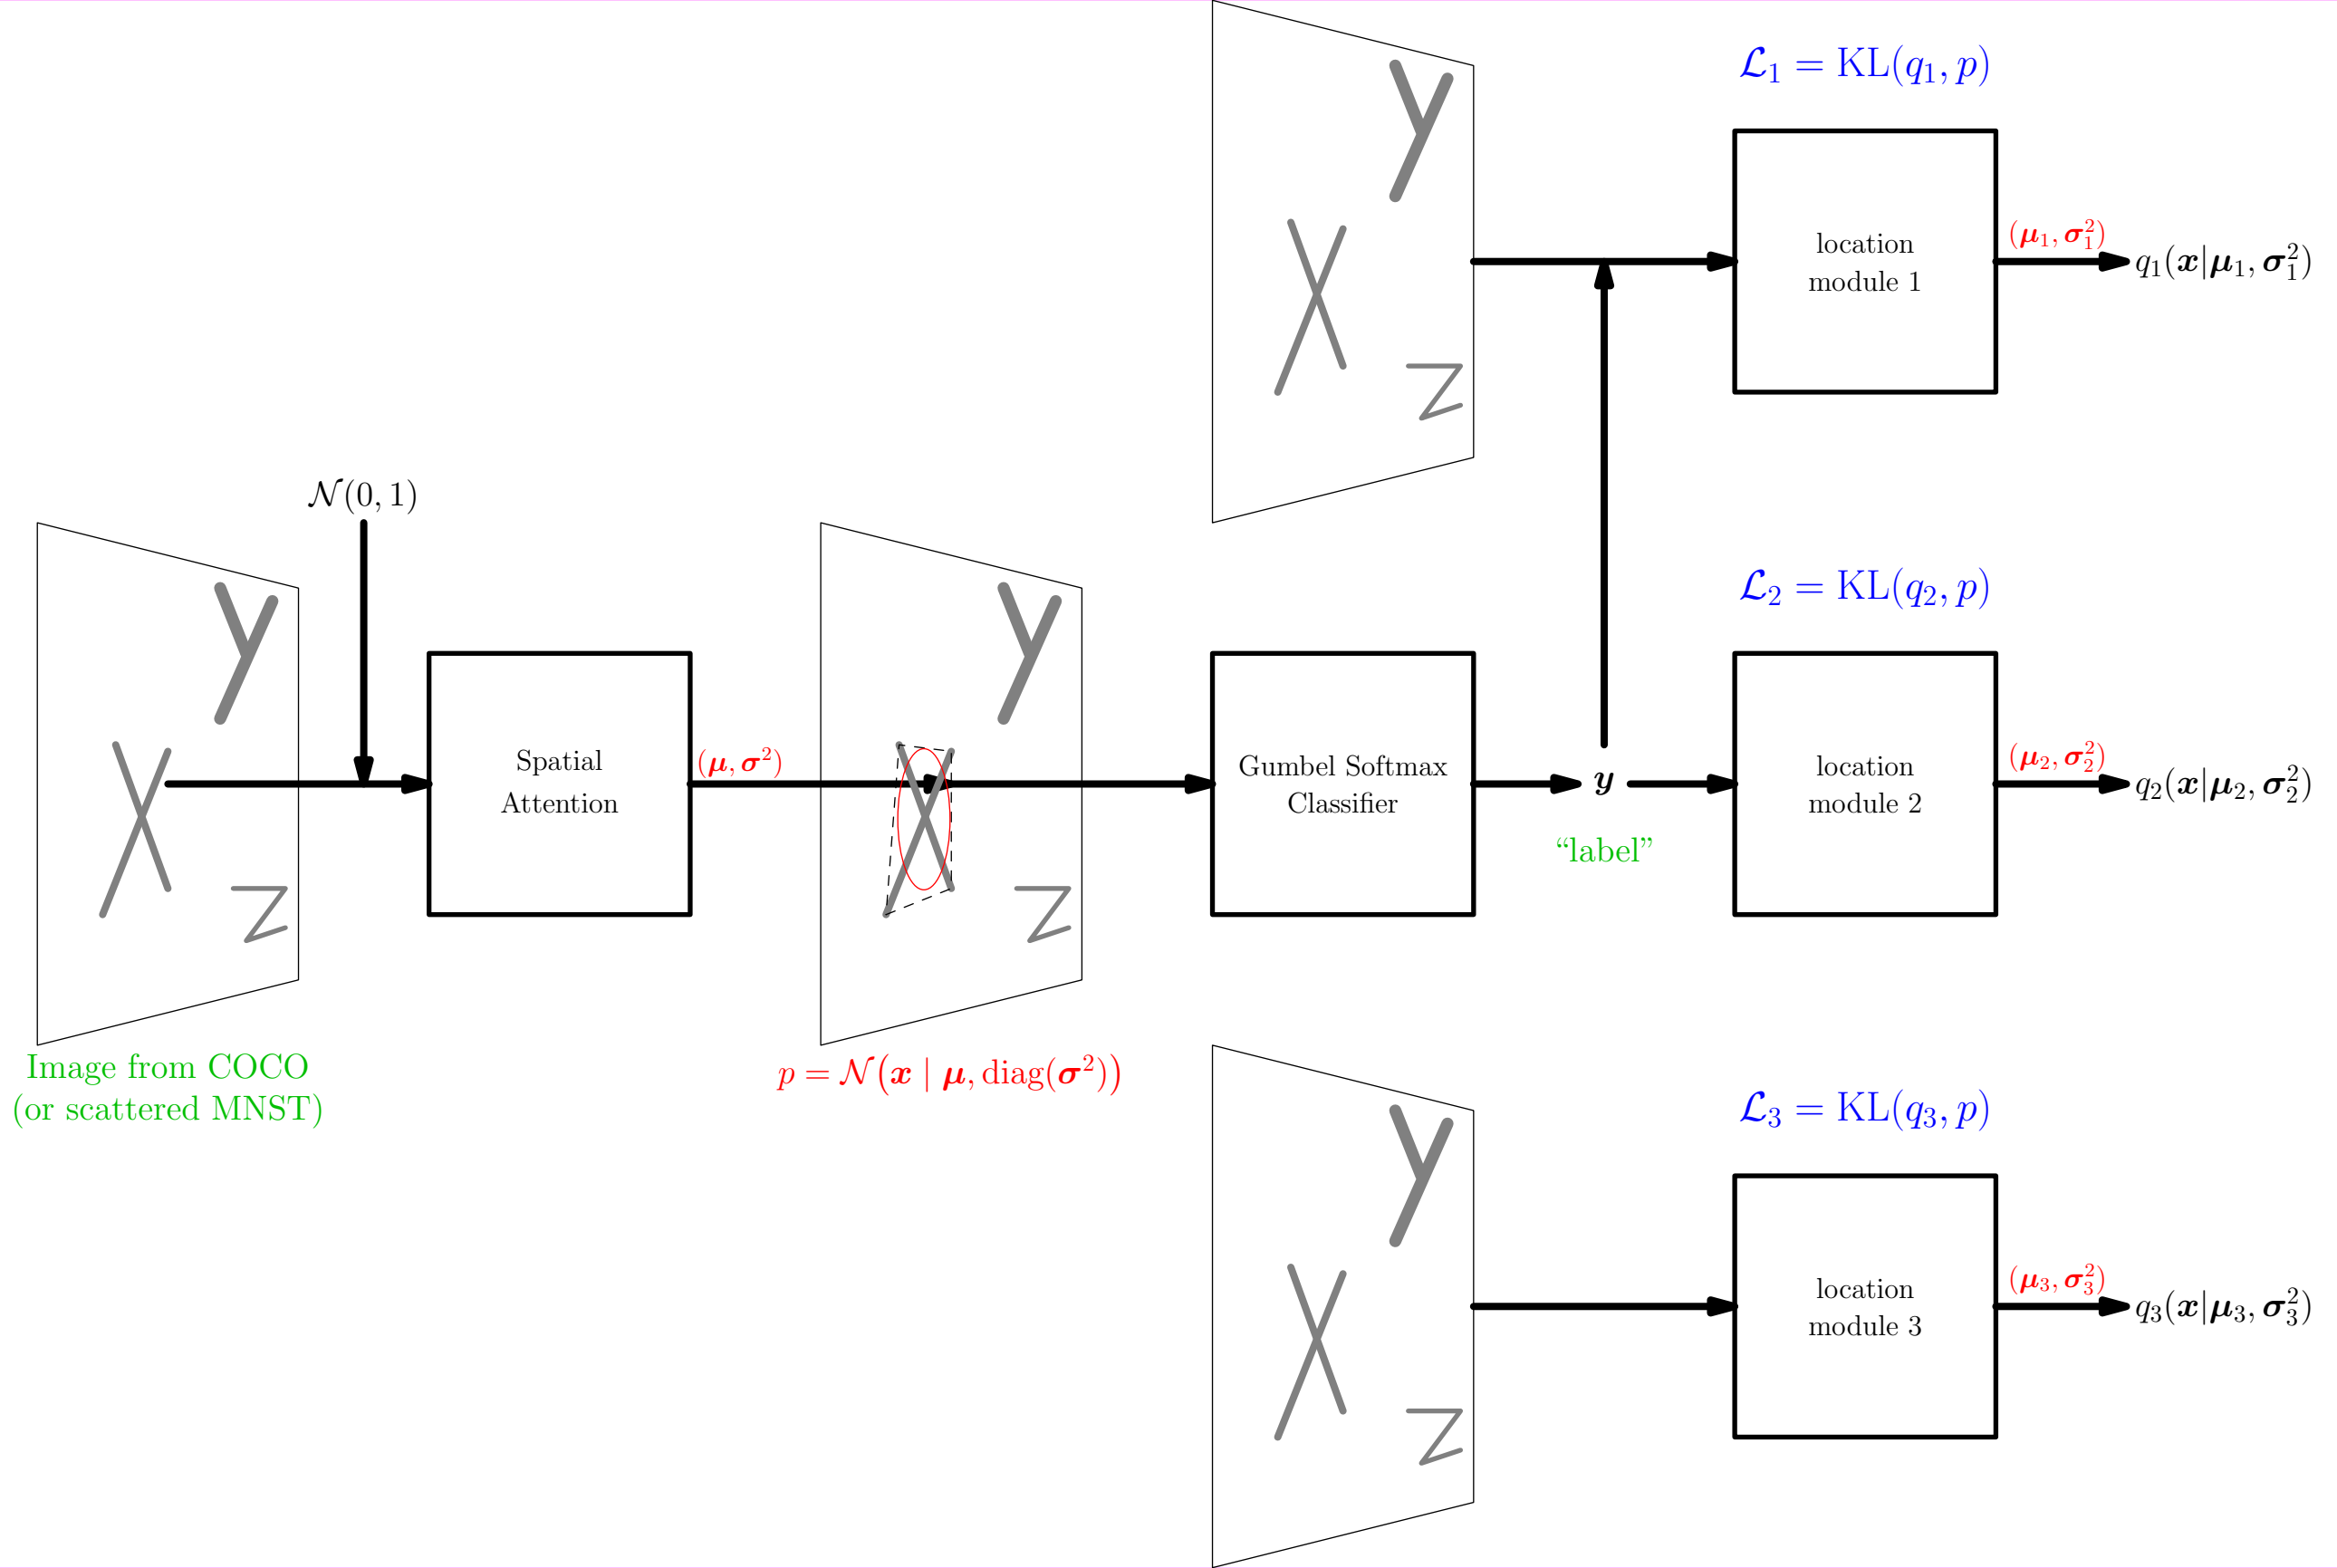 𝓛₁ = KL(q₁, p)
location
module 1
(μ₁, σ₁²)
q₁(x|μ₁, σ₁²)
y
x
z
𝒩(0, 1)
y
x
z
Image from COCO
(or scattered MNST)
Spatial
Attention
(μ, σ²)
y
x
z
p = 𝒩(x | μ, diag(σ²))
Gumbel Softmax
Classifier
y
“label”
𝓛₂ = KL(q₂, p)
location
module 2
(μ₂, σ₂²)
q₂(x|μ₂, σ₂²)
y
x
z
𝓛₃ = KL(q₃, p)
location
module 3
(μ₃, σ₃²)
q₃(x|μ₃, σ₃²)